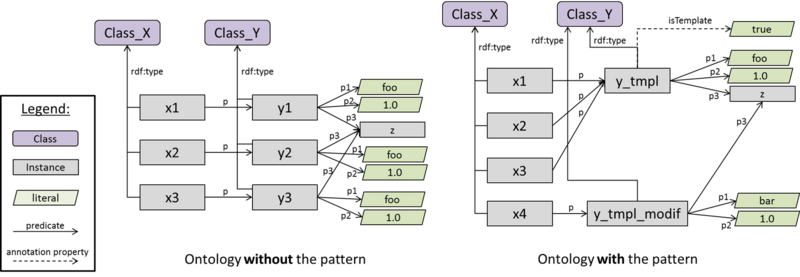 Legend:
Class
Instance
literal
predicate
annotation property
Class_X
Class_Y
rdf:type
rdf:type
x1
p
y1
p1
foo
p2
1.0
p3
z
x2
p
y2
p3
p1
foo
p2
1.0
x3
p
y3
p3
p1
foo
p2
1.0
Ontology without the pattern
Class_X
Class_Y
isTemplate
true
rdf:type
rdf:type
rdf:type
x1
p
y_tmpl
p1
foo
p2
1.0
p3
z
x2
p
x3
p
p3
x4
p
y_tmpl_modif
p1
bar
p2
1.0
Ontology with the pattern